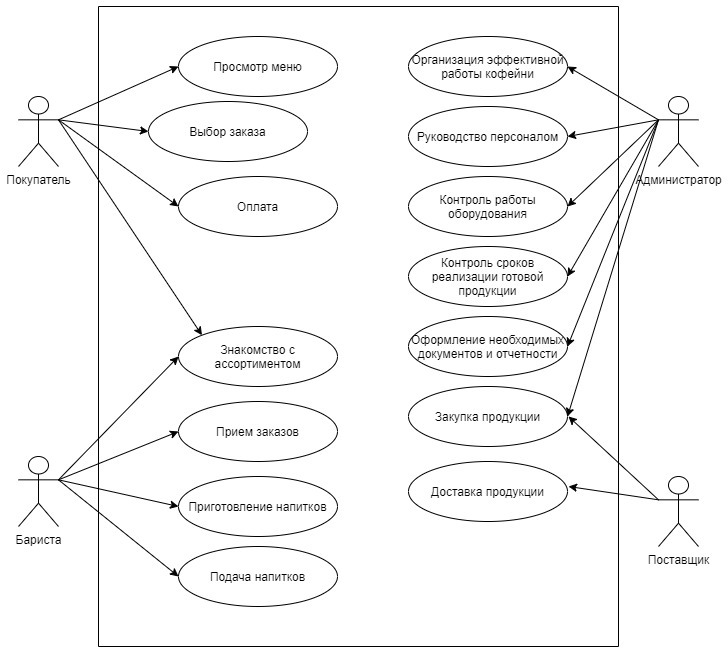 Просмотр меню
Выбор заказа
Покупатель
Оплата
Знакомство с
ассортиментом
Прием заказов
Приготовление напитков
Бариста
Подача напитков
Организация эффективной
работы кофейни
Руководство персоналом
Администратор
Контроль работы
оборудования
Контроль сроков
реализации готовой
продукции
Оформление необходимых
документов и отчетности
Закупка продукции
Доставка продукции
Поставщик